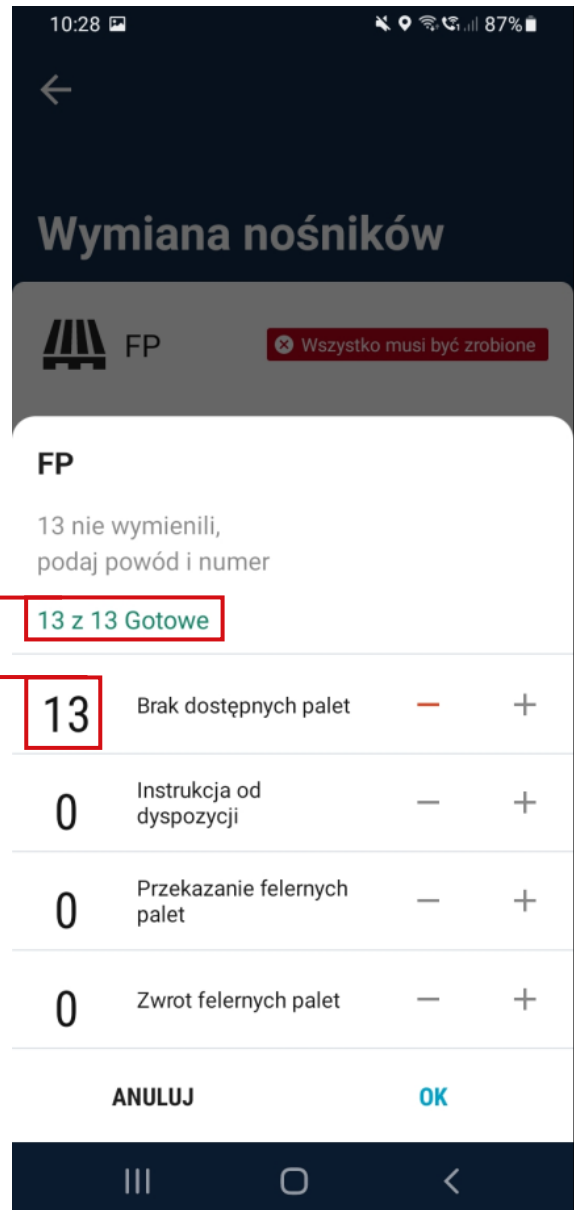 10:28 87%
Wymiana nośników
FP Wszystko musi być zrobione
FP
13 nie wymienili,
podaj powód i numer
13 z 13 Gotowe
13 Brak dostępnych palet − +
0 Instrukcja od
dyspozycji − +
0 Przekazanie felernych
palet − +
0 Zwrot felernych palet − +
ANULUJ OK